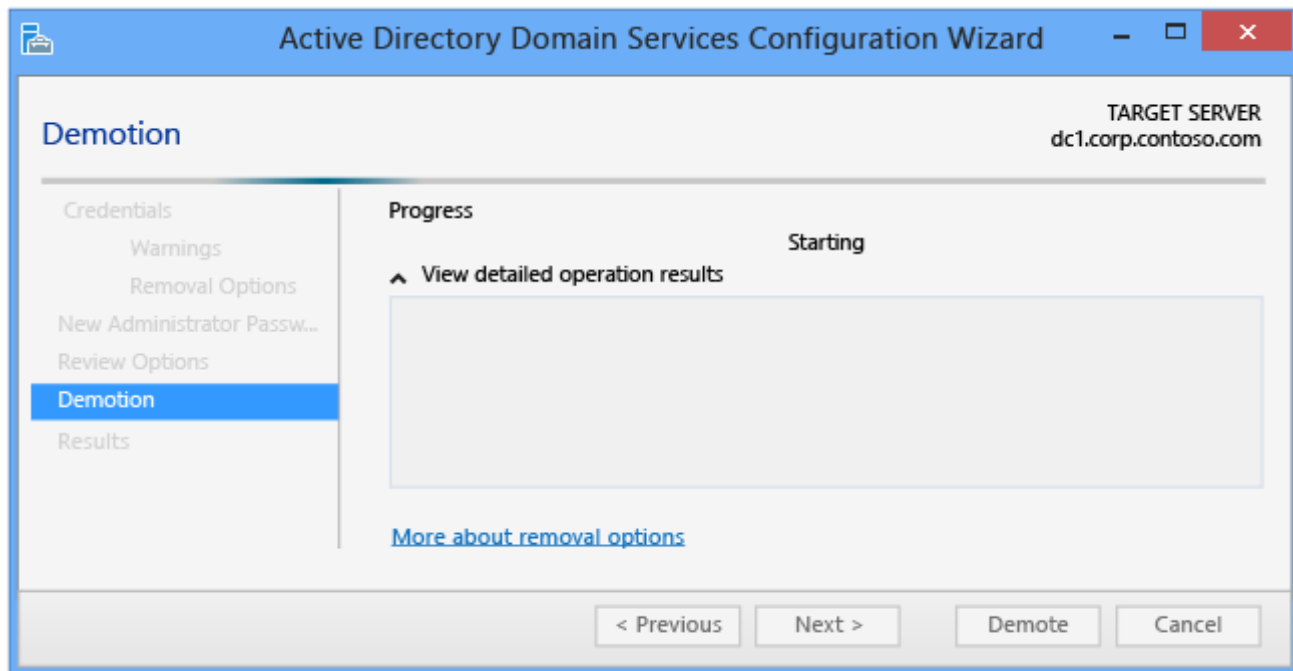 Active Directory Domain Services Configuration Wizard
Demotion
TARGET SERVER
dc1.corp.contoso.com
Credentials
Warnings
Removal Options
New Administrator Passw...
Review Options
Demotion
Results
Progress
Starting
View detailed operation results
More about removal options
< Previous
Next >
Demote
Cancel